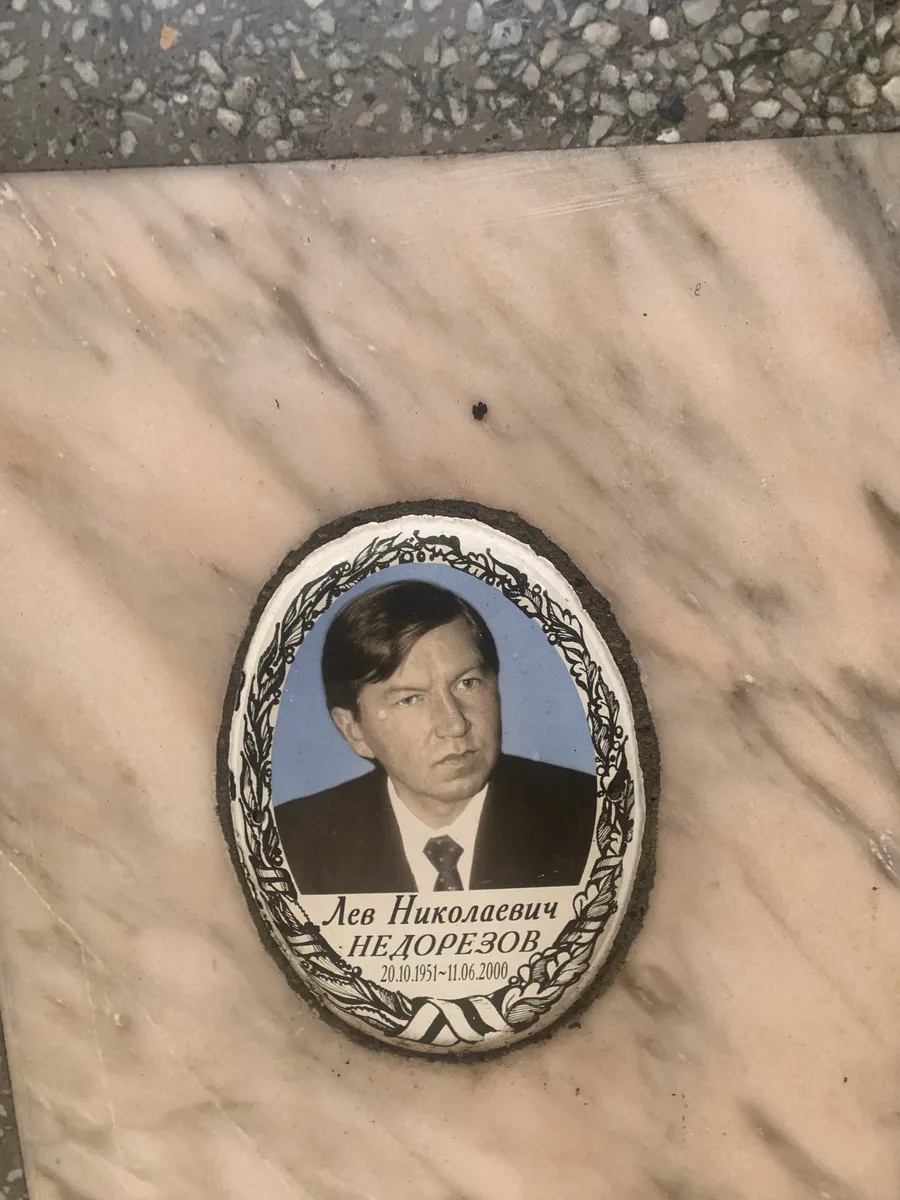 Лев Николаевич
НЕДОРЕЗОВ
20.10.1951~11.06.2000